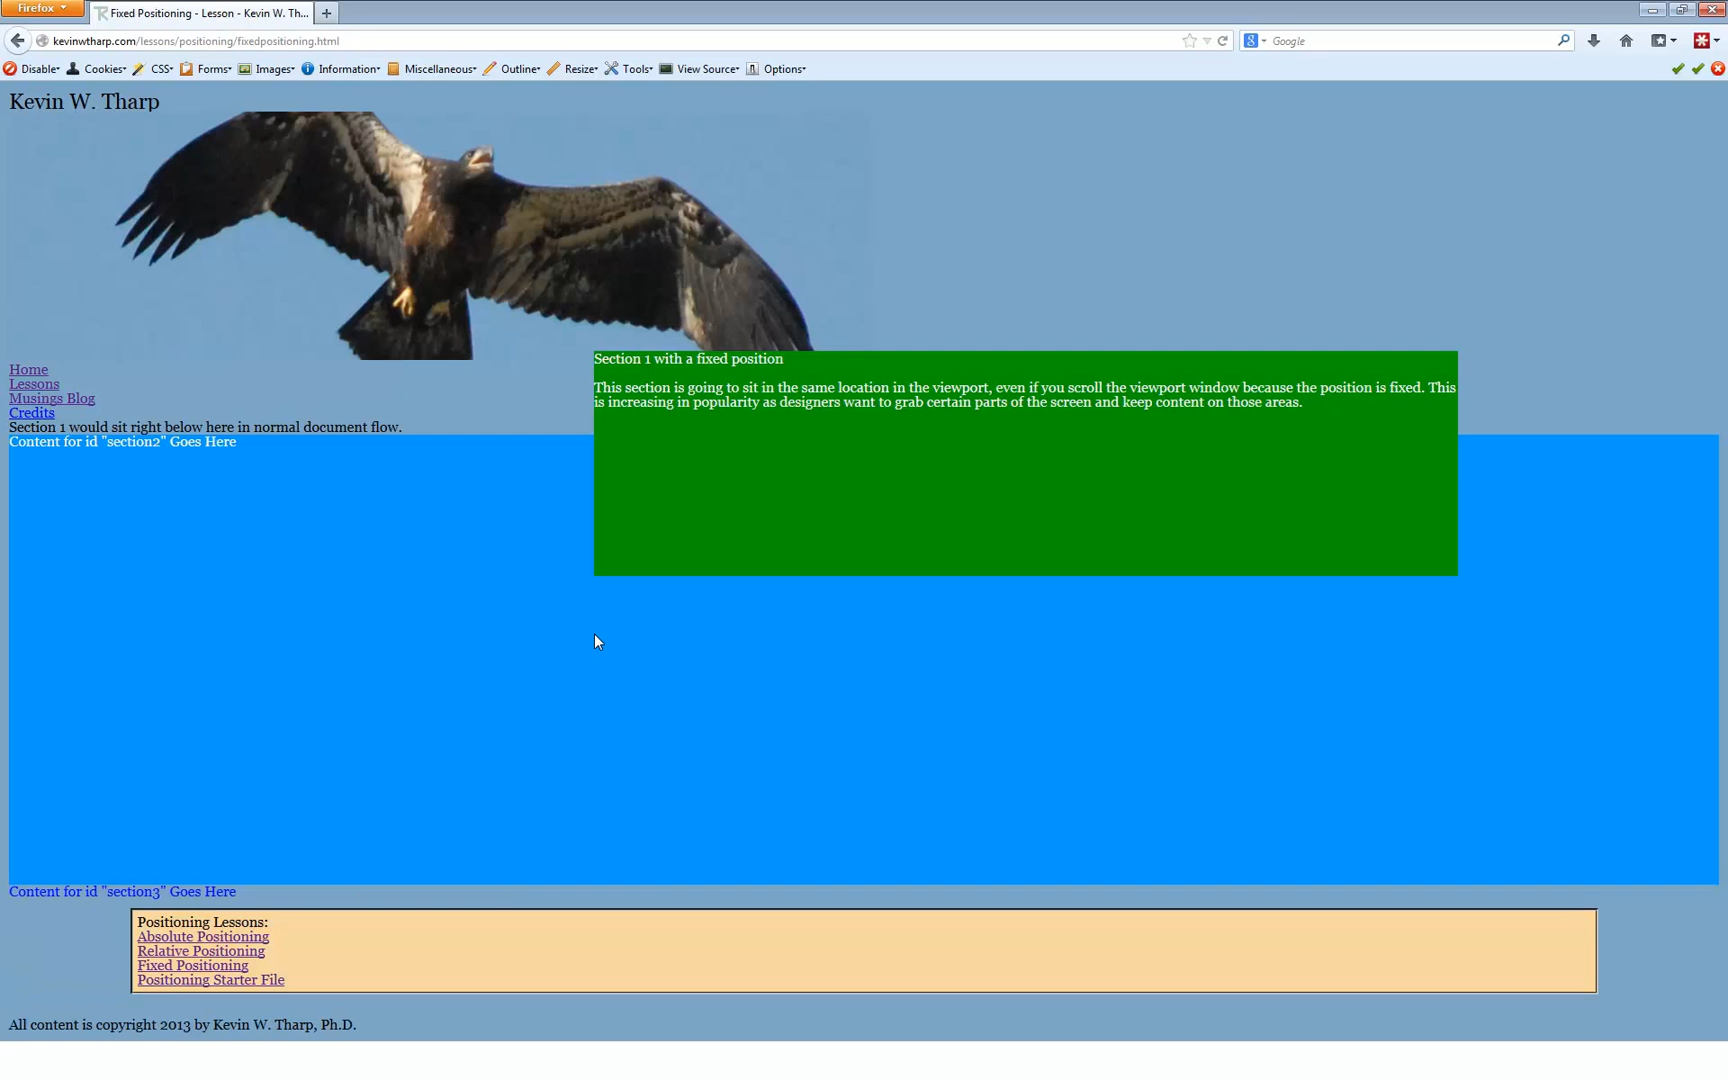 Firefox
Fixed Positioning - Lesson - Kevin W. Th...
kevinwtharp.com/lessons/positioning/fixedpositioning.html
Google
Disable Cookies CSS Forms Images Information Miscellaneous Outline Resize Tools View Source Options
Kevin W. Tharp
Section 1 with a fixed position
Home
Lessons
Musings Blog
Credits
This section is going to sit in the same location in the viewport, even if you scroll the viewport window because the position is fixed. This
is increasing in popularity as designers want to grab certain parts of the screen and keep content on those areas.
Section 1 would sit right below here in normal document flow.
Content for id "section2" Goes Here
Content for id "section3" Goes Here
Positioning Lessons:
Absolute Positioning
Relative Positioning
Fixed Positioning
Positioning Starter File
All content is copyright 2013 by Kevin W. Tharp, Ph.D.